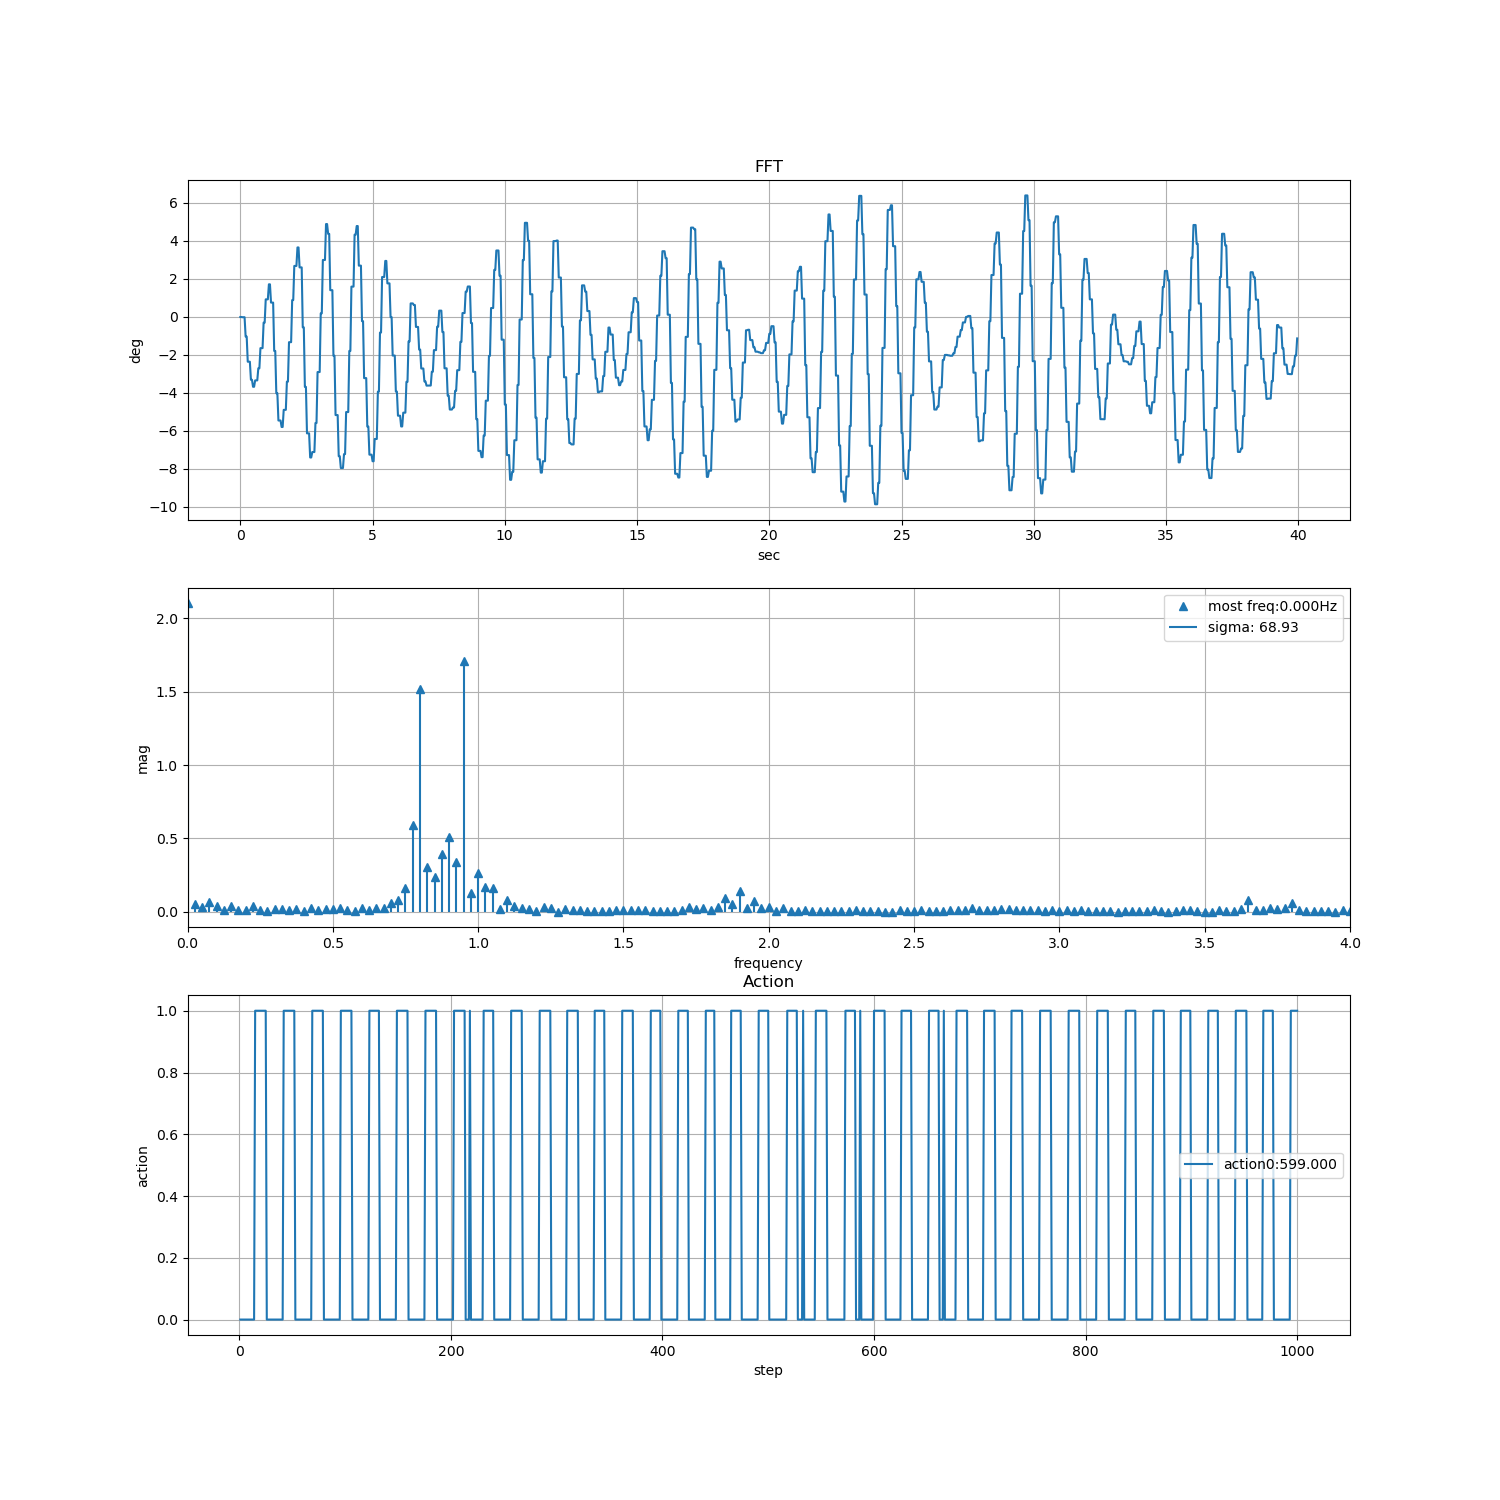 FFT
6
4
2
0
−2
−4
−6
−8
−10
deg
0 5 10 15 20 25 30 35 40
sec
most freq:0.000Hz
sigma: 68.93
2.0
1.5
1.0
0.5
0.0
mag
0.0 0.5 1.0 1.5 2.0 2.5 3.0 3.5 4.0
frequency
Action
1.0
0.8
0.6
0.4
0.2
0.0
action
action0:599.000
0 200 400 600 800 1000
step